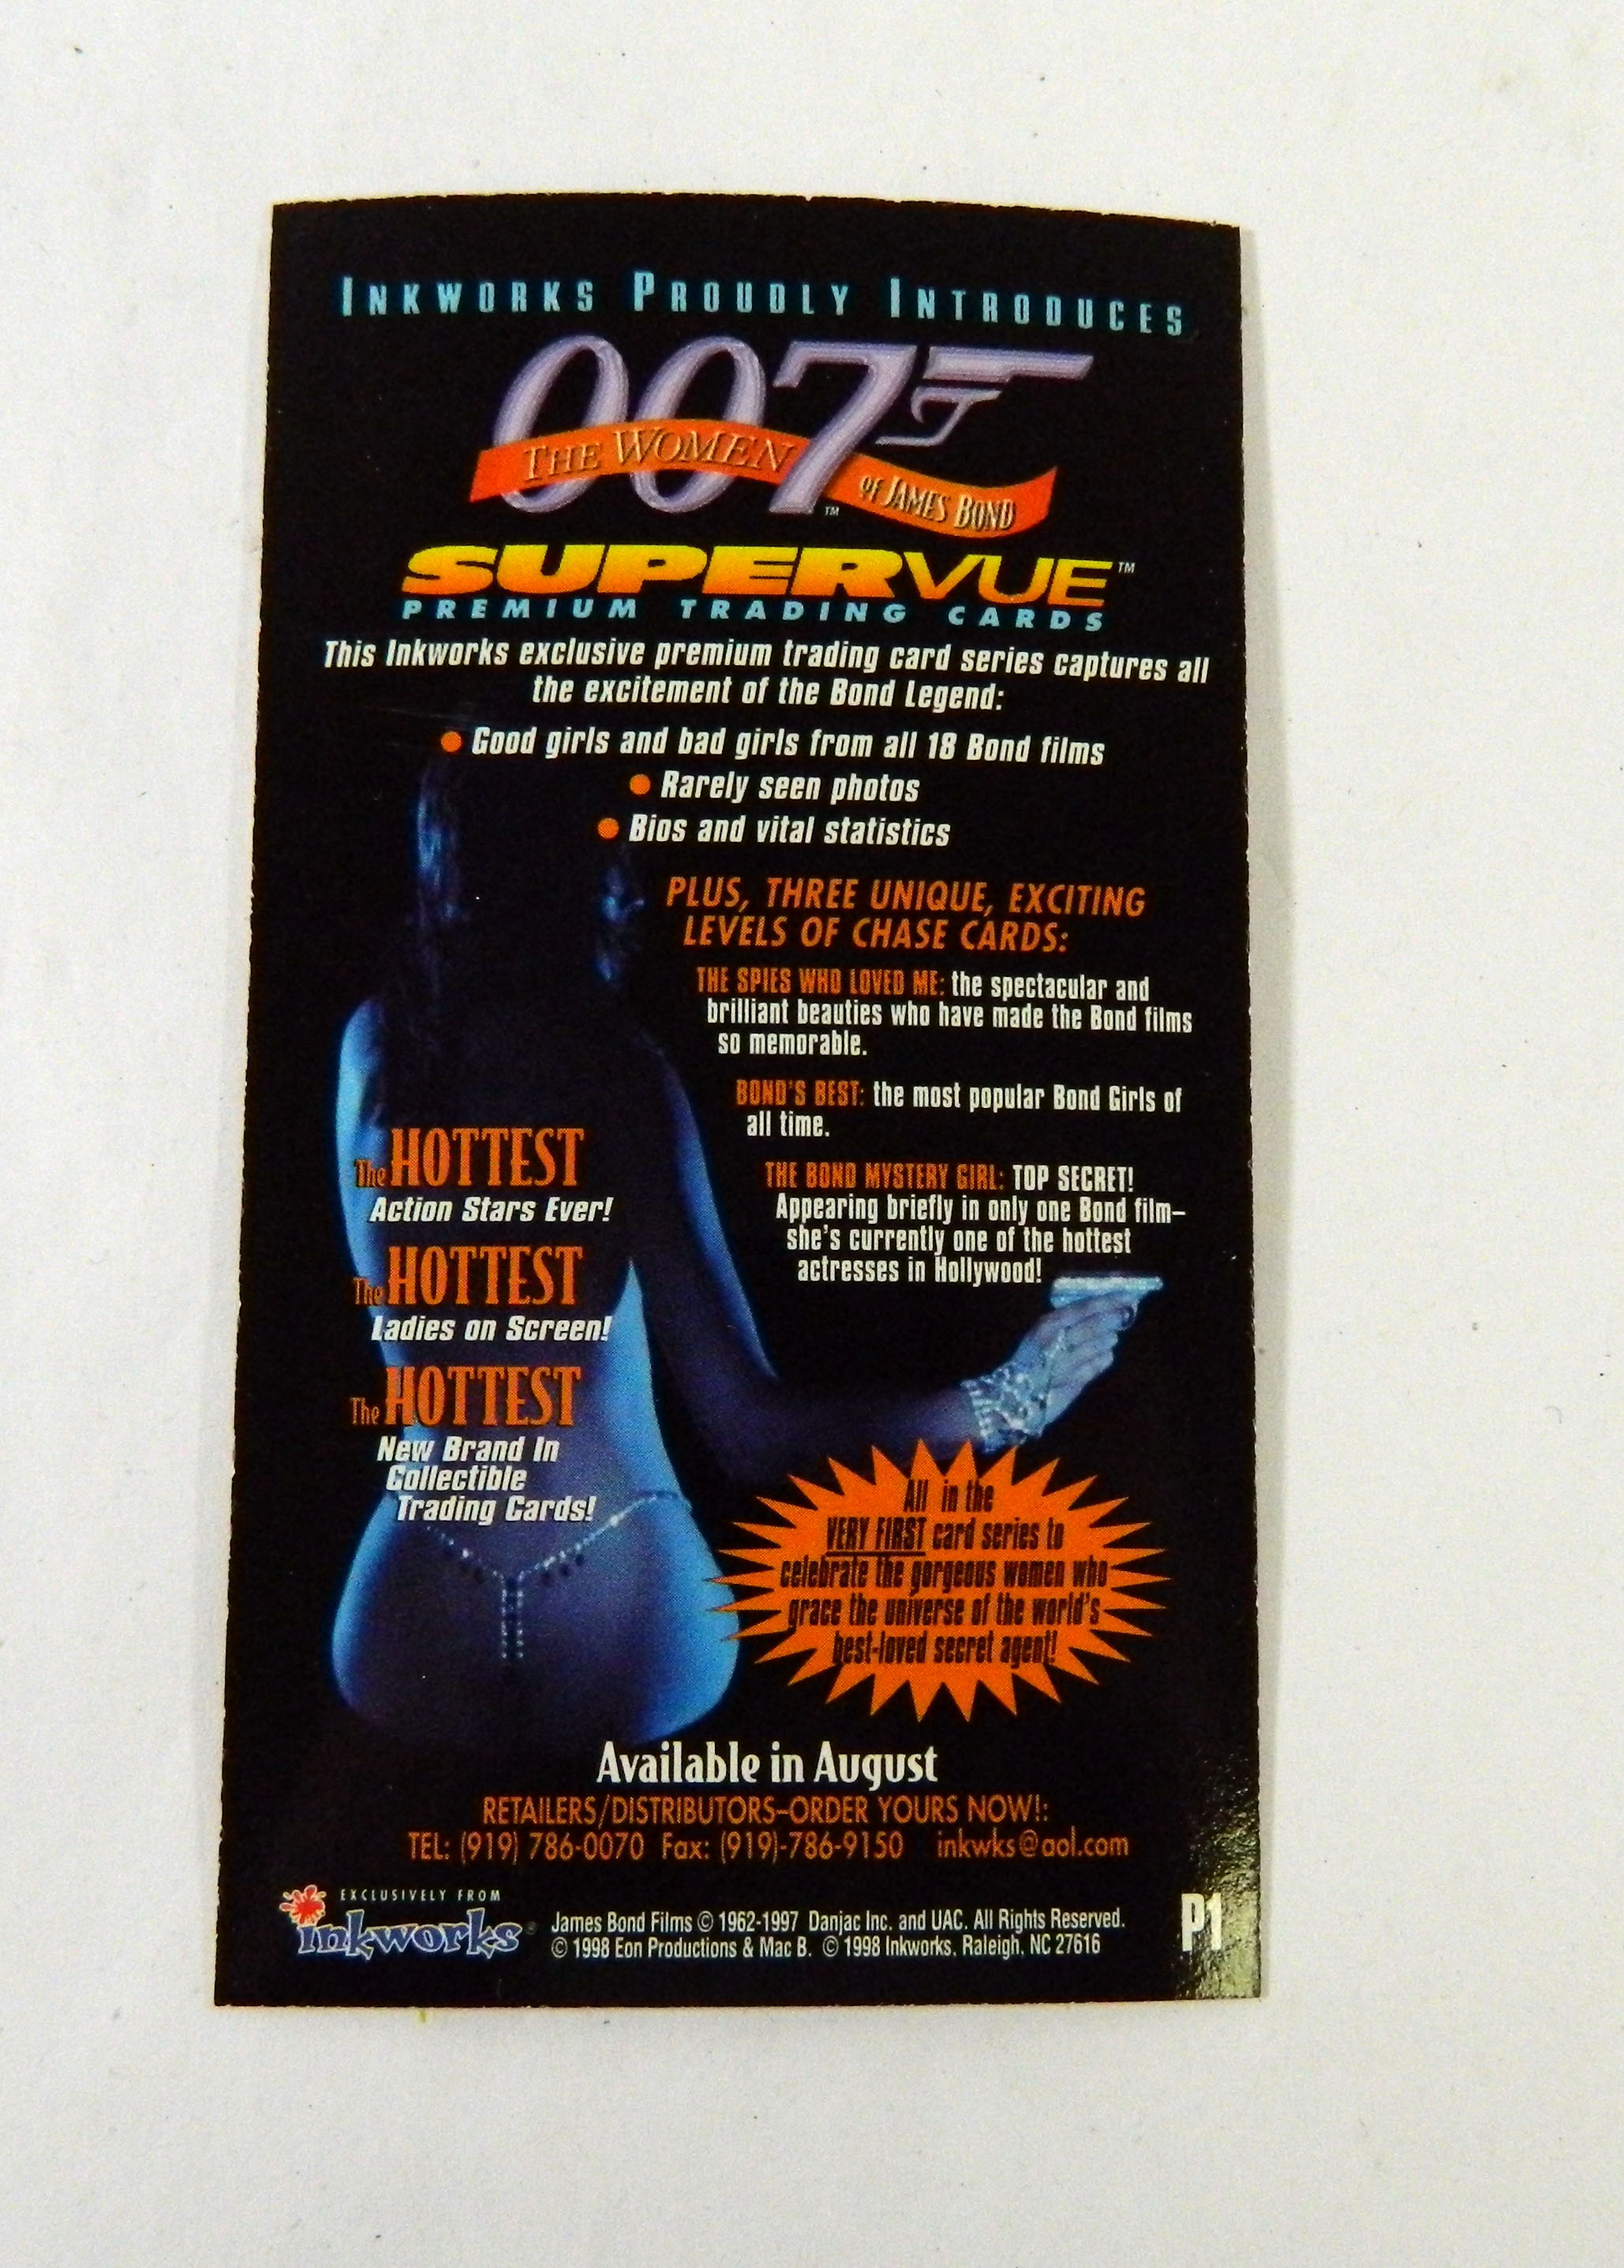 INKWORKS PROUDLY INTRODUCES
007
THE WOMEN
OF JAMES BOND
TM
SUPERVUE™
PREMIUM TRADING CARDS
This Inkworks exclusive premium trading card series captures all
the excitement of the Bond Legend:
• Good girls and bad girls from all 18 Bond films
• Rarely seen photos
• Bios and vital statistics
PLUS, THREE UNIQUE, EXCITING
LEVELS OF CHASE CARDS:
THE SPIES WHO LOVED ME: the spectacular and
brilliant beauties who have made the Bond films
so memorable.
BOND'S BEST: the most popular Bond Girls of
all time.
THE BOND MYSTERY GIRL: TOP SECRET!
Appearing briefly in only one Bond film–
she's currently one of the hottest
actresses in Hollywood!
The HOTTEST
Action Stars Ever!
The HOTTEST
Ladies on Screen!
The HOTTEST
New Brand In
Collectible
Trading Cards!
All in the
VERY FIRST card series to
celebrate the gorgeous women who
grace the universe of the world's
best-loved secret agent!
Available in August
RETAILERS/DISTRIBUTORS–ORDER YOURS NOW!:
TEL: (919) 786-0070 Fax: (919)-786-9150 inkwks@aol.com
EXCLUSIVELY FROM
inkworks®
James Bond Films © 1962-1997 Danjac Inc. and UAC. All Rights Reserved.
© 1998 Eon Productions & Mac B. © 1998 Inkworks, Raleigh, NC 27616
P1